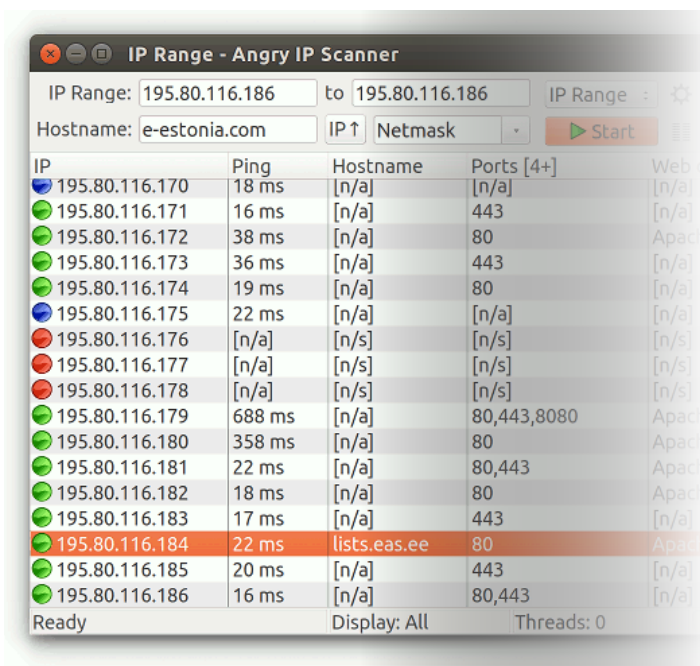 IP Range - Angry IP Scanner
IP Range: 195.80.116.186 to 195.80.116.186 IP Range
Hostname: e-estonia.com IP↑ Netmask Start
IP Ping Hostname Ports [4+] Web
195.80.116.170 18 ms [n/a] [n/a] [n/a]
195.80.116.171 16 ms [n/a] 443 [n/a]
195.80.116.172 38 ms [n/a] 80 Apac
195.80.116.173 36 ms [n/a] 443 [n/a]
195.80.116.174 19 ms [n/a] 80 [n/a]
195.80.116.175 22 ms [n/a] [n/a] [n/a]
195.80.116.176 [n/a] [n/s] [n/s] [n/s]
195.80.116.177 [n/a] [n/s] [n/s] [n/s]
195.80.116.178 [n/a] [n/s] [n/s] [n/s]
195.80.116.179 688 ms [n/a] 80,443,8080 Apac
195.80.116.180 358 ms [n/a] 80 Apac
195.80.116.181 22 ms [n/a] 80,443 Apac
195.80.116.182 18 ms [n/a] 80 Apac
195.80.116.183 17 ms [n/a] 443 [n/a]
195.80.116.184 22 ms lists.eas.ee 80 Apac
195.80.116.185 20 ms [n/a] 443 [n/a]
195.80.116.186 16 ms [n/a] 80,443 [n/a]
Ready Display: All Threads: 0